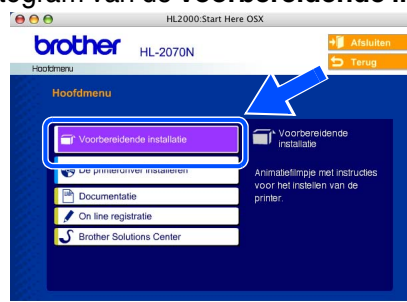 togram van de Voorbereidende i
HL2000:Start Here OSX
brother HL-2070N
Afsluiten
Terug
Hoofdmenu
Hoofdmenu
Voorbereidende installatie
De printerdriver installeren
Documentatie
On line registratie
Brother Solutions Center
Voorbereidende
installatie
Animatiefilmpje met instructies
voor het instellen van de
printer.